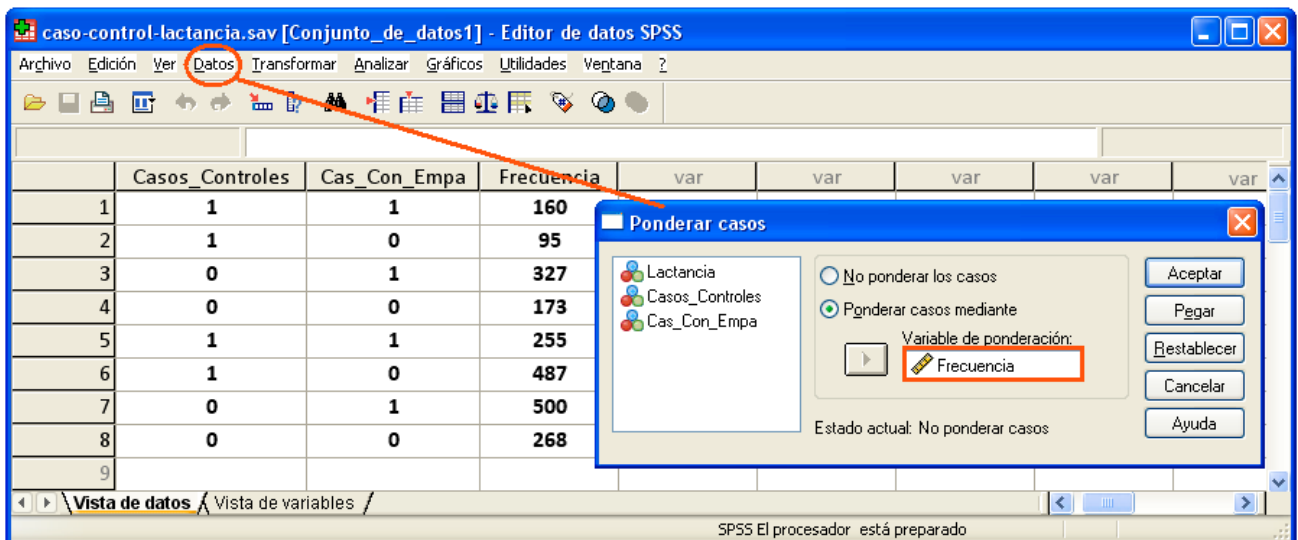 caso-control-lactancia.sav [Conjunto_de_datos1] - Editor de datos SPSS
Archivo Edición Ver Datos Transformar Analizar Gráficos Utilidades Ventana ?
Casos_Controles Cas_Con_Empa Frecuencia var var var var var
1 1 1 160
2 1 0 95
3 0 1 327
4 0 0 173
5 1 1 255
6 1 0 487
7 0 1 500
8 0 0 268
9
Ponderar casos
Lactancia
Casos_Controles
Cas_Con_Empa
No ponderar los casos
Ponderar casos mediante
Variable de ponderación:
Frecuencia
Estado actual: No ponderar casos
Aceptar
Pegar
Restablecer
Cancelar
Ayuda
Vista de datos Vista de variables
SPSS El procesador está preparado